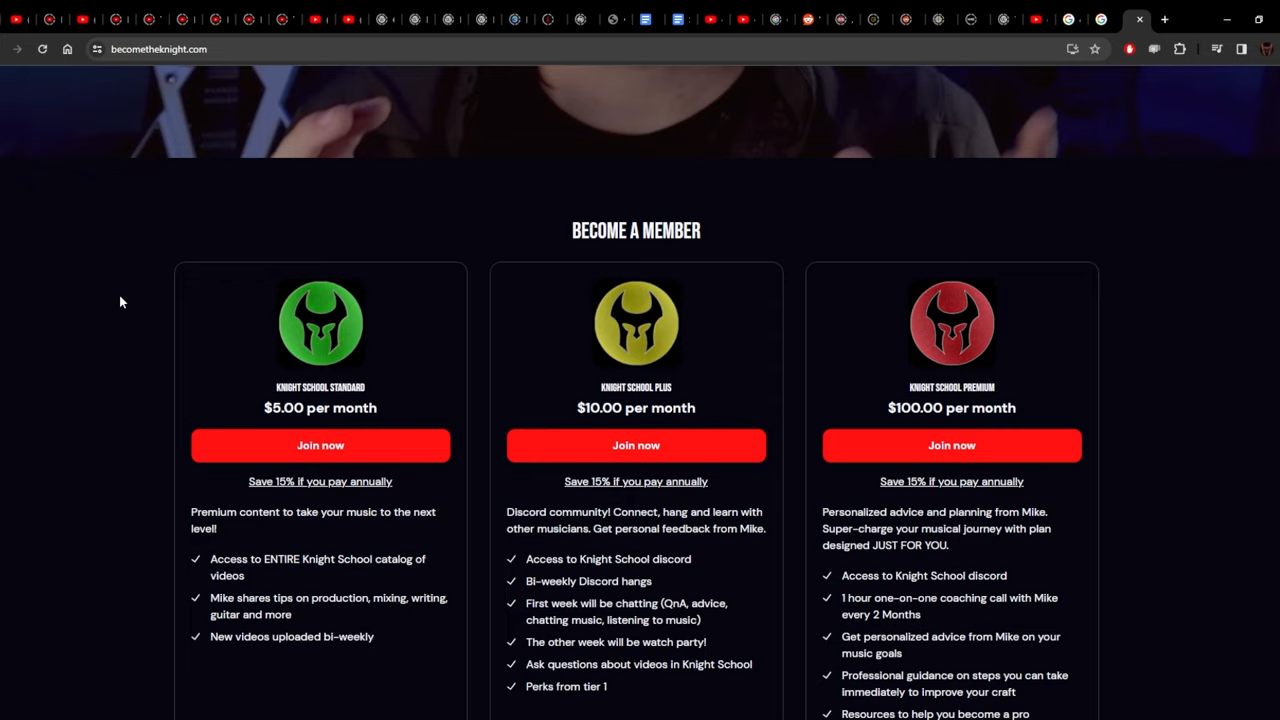 becometheknight.com
BECOME A MEMBER
KNIGHT SCHOOL STANDARD
$5.00 per month
Join now
Save 15% if you pay annually
Premium content to take your music to the next
level!
Access to ENTIRE Knight School catalog of
videos
Mike shares tips on production, mixing, writing,
guitar and more
New videos uploaded bi-weekly
KNIGHT SCHOOL PLUS
$10.00 per month
Join now
Save 15% if you pay annually
Discord community! Connect, hang and learn with
other musicians. Get personal feedback from Mike.
Access to Knight School discord
Bi-weekly Discord hangs
First week will be chatting (QnA, advice,
chatting music, listening to music)
The other week will be watch party!
Ask questions about videos in Knight School
Perks from tier 1
KNIGHT SCHOOL PREMIUM
$100.00 per month
Join now
Save 15% if you pay annually
Personalized advice and planning from Mike.
Super-charge your musical journey with plan
designed JUST FOR YOU.
Access to Knight School discord
1 hour one-on-one coaching call with Mike
every 2 Months
Get personalized advice from Mike on your
music goals
Professional guidance on steps you can take
immediately to improve your craft
Resources to help you become a pro